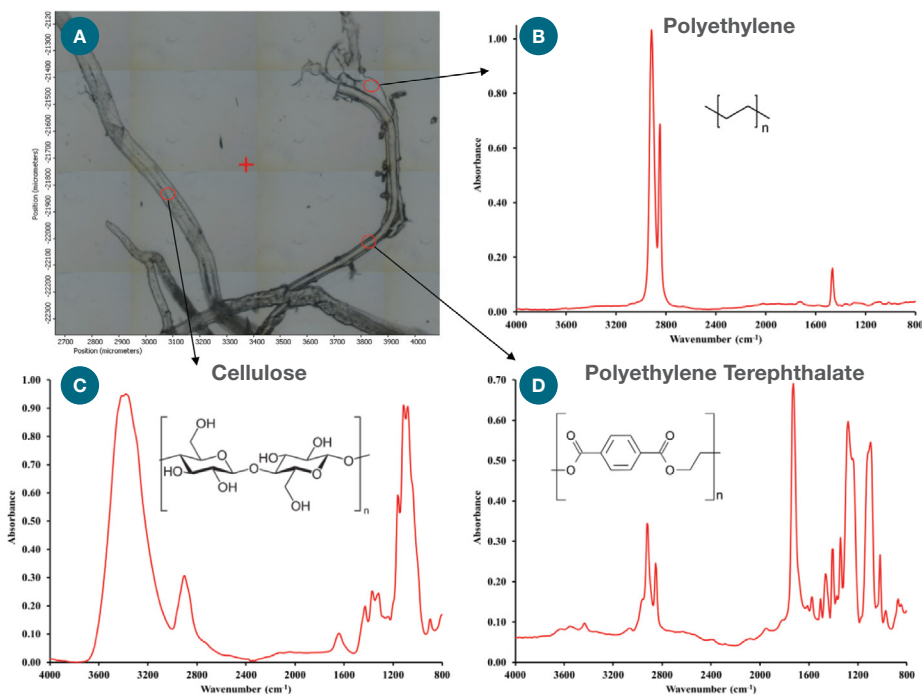 A
-2120
-21300
-21400
-21500
-21600
-21700
-21800
-21900
-22000
-22100
-22200
-22300
Position (micrometers)
2700 2800 2900 3000 3100 3200 3300 3400 3500 3600 3700 3800 3900 4000
Position (micrometers)
B
Polyethylene
1.00
0.80
0.60
0.40
0.20
0.00
Absorbance
n
4000 3600 2800 2400 2000 1600 1200 800
Wavenumber (cm-1)
C
Cellulose
1.00
0.90
0.80
0.70
0.60
0.50
0.40
0.30
0.20
0.10
0.00
Absorbance
OH
OH
HO
O
O
HO
O
HO
O
OH
OH
O
OH
n
4000 3600 2800 2400 2000 1600 1200 800
Wavenumber (cm-1)
D
Polyethylene Terephthalate
0.70
0.60
0.50
0.40
0.30
0.20
0.10
0.00
Absorbance
O
O
O
O
n
4000 3600 2800 2400 2000 1600 1200 800
Wavenumber (cm-1)